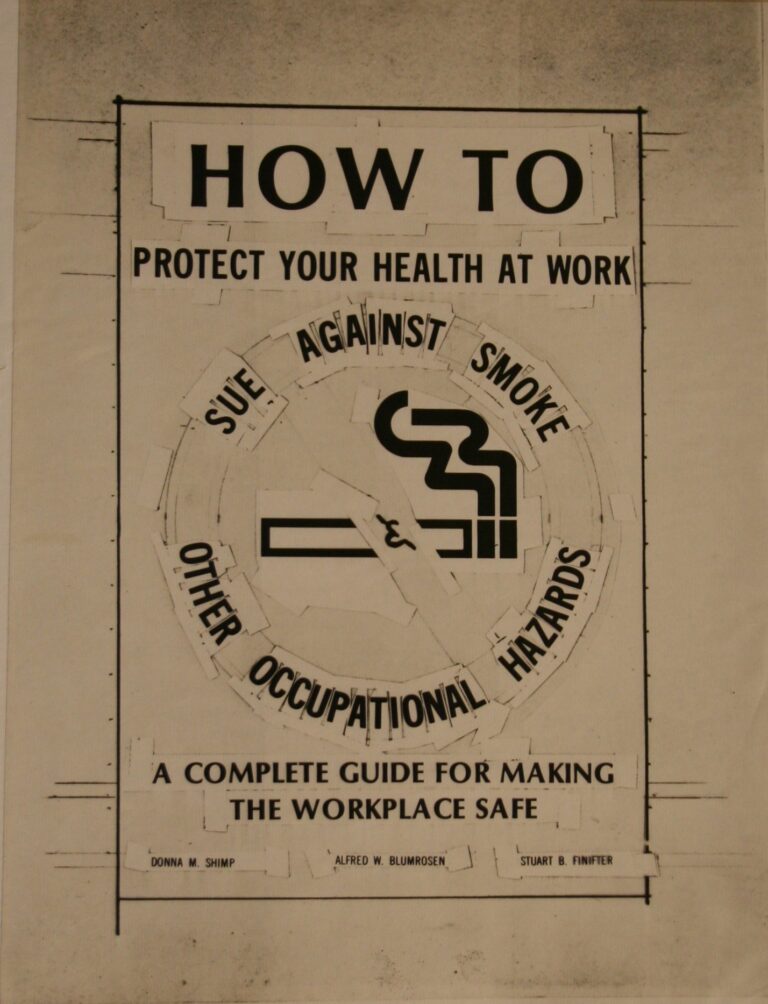 HOW TO
PROTECT YOUR HEALTH AT WORK
SUE AGAINST SMOKE
OTHER OCCUPATIONAL HAZARDS
A COMPLETE GUIDE FOR MAKING
THE WORKPLACE SAFE
DONNA M. SHIMP ALFRED W. BLUMROSEN STUART B. FINIFTER